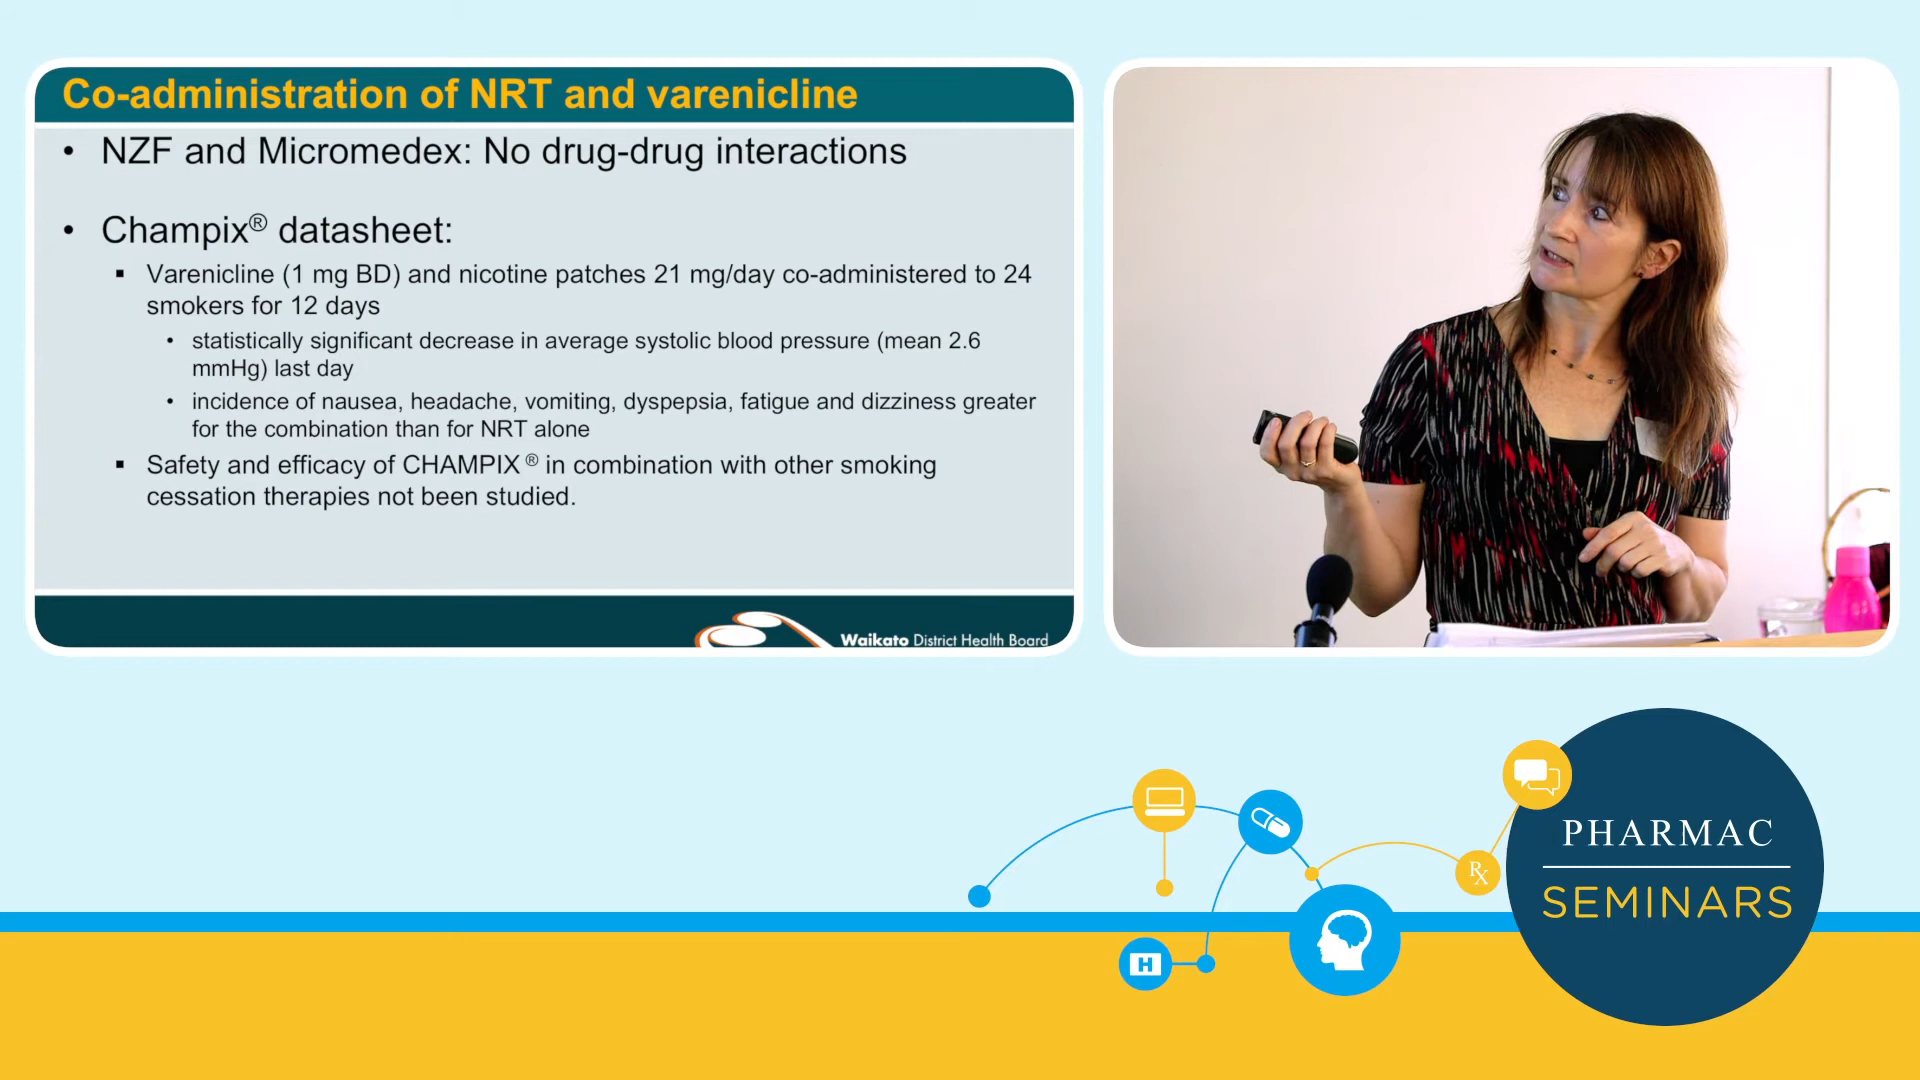 Co-administration of NRT and varenicline
• NZF and Micromedex: No drug-drug interactions
• Champix® datasheet:
▪ Varenicline (1 mg BD) and nicotine patches 21 mg/day co-administered to 24
smokers for 12 days
• statistically significant decrease in average systolic blood pressure (mean 2.6
mmHg) last day
• incidence of nausea, headache, vomiting, dyspepsia, fatigue and dizziness greater
for the combination than for NRT alone
▪ Safety and efficacy of CHAMPIX ® in combination with other smoking
cessation therapies not been studied.
Waikato District Health Board
PHARMAC
SEMINARS
Rx
H